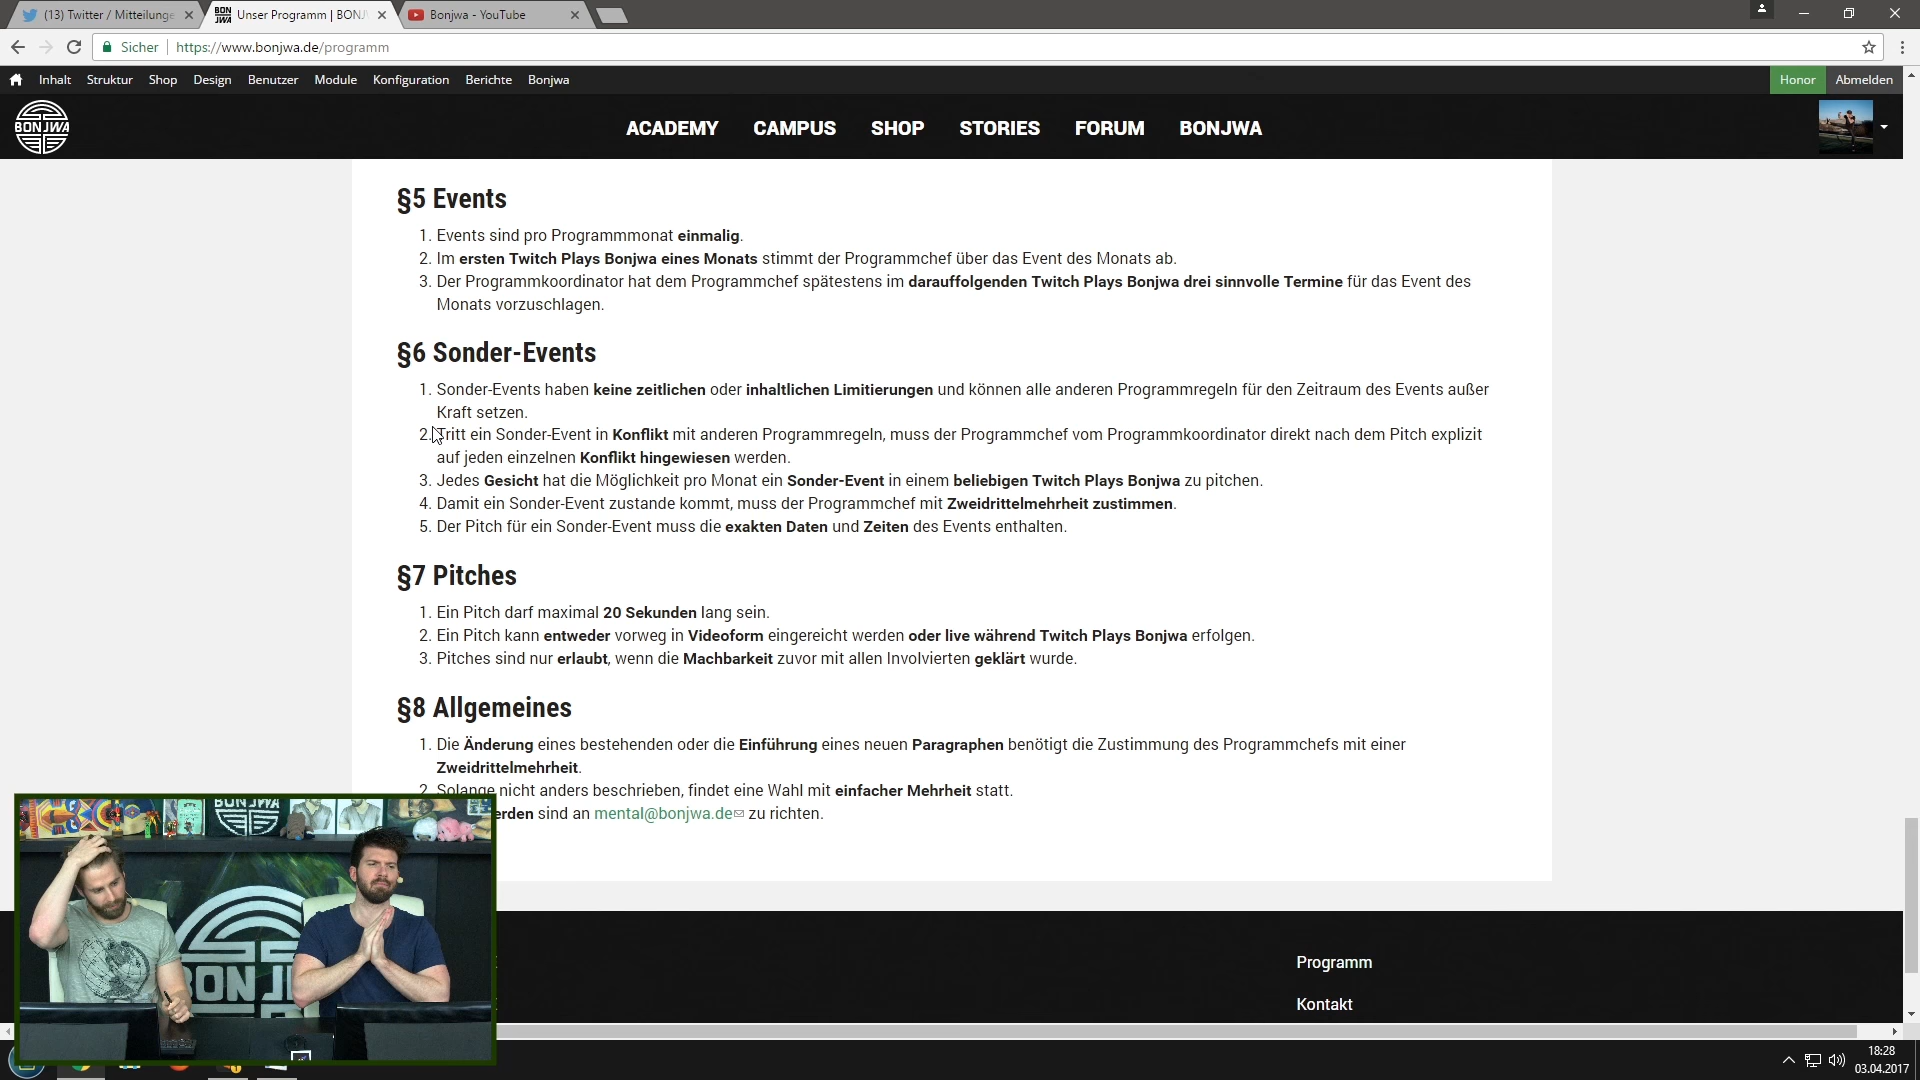 (13) Twitter / Mitteilunge
Unser Programm | BONJ
Bonjwa - YouTube
Sicher
https://www.bonjwa.de/programm
Inhalt Struktur Shop Design Benutzer Module Konfiguration Berichte Bonjwa
Honor Abmelden
BONJWA
ACADEMY CAMPUS SHOP STORIES FORUM BONJWA
§5 Events
1. Events sind pro Programmmonat einmalig.
2. Im ersten Twitch Plays Bonjwa eines Monats stimmt der Programmchef über das Event des Monats ab.
3. Der Programmkoordinator hat dem Programmchef spätestens im darauffolgenden Twitch Plays Bonjwa drei sinnvolle Termine für das Event des
Monats vorzuschlagen.
§6 Sonder-Events
1. Sonder-Events haben keine zeitlichen oder inhaltlichen Limitierungen und können alle anderen Programmregeln für den Zeitraum des Events außer
Kraft setzen.
2. Tritt ein Sonder-Event in Konflikt mit anderen Programmregeln, muss der Programmchef vom Programmkoordinator direkt nach dem Pitch explizit
auf jeden einzelnen Konflikt hingewiesen werden.
3. Jedes Gesicht hat die Möglichkeit pro Monat ein Sonder-Event in einem beliebigen Twitch Plays Bonjwa zu pitchen.
4. Damit ein Sonder-Event zustande kommt, muss der Programmchef mit Zweidrittelmehrheit zustimmen.
5. Der Pitch für ein Sonder-Event muss die exakten Daten und Zeiten des Events enthalten.
§7 Pitches
1. Ein Pitch darf maximal 20 Sekunden lang sein.
2. Ein Pitch kann entweder vorweg in Videoform eingereicht werden oder live während Twitch Plays Bonjwa erfolgen.
3. Pitches sind nur erlaubt, wenn die Machbarkeit zuvor mit allen Involvierten geklärt wurde.
§8 Allgemeines
1. Die Änderung eines bestehenden oder die Einführung eines neuen Paragraphen benötigt die Zustimmung des Programmchefs mit einer
Zweidrittelmehrheit.
2. Solange nicht anders beschrieben, findet eine Wahl mit einfacher Mehrheit statt.
erden sind an mental@bonjwa.de zu richten.
BONJWA
BON J
Programm
Kontakt
18:28
03.04.2017